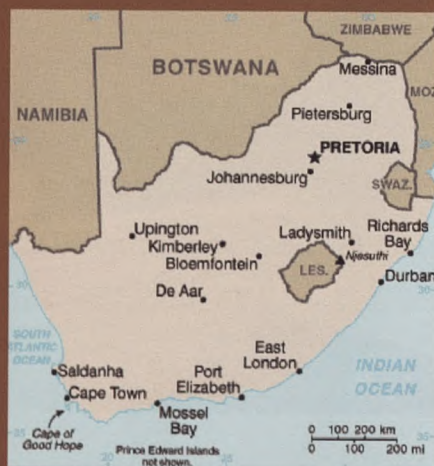 ZIMBABWE
BOTSWANA
Messina
MOZ
NAMIBIA
Pietersburg
PRETORIA
Johannesburg
SWAZ.
Upington
Ladysmith
Richards
Bay
Kimberley
Njesuthi
Bloemfontein
LES.
Durban
De Aar
30
30
SOUTH
ATLANTIC
OCEAN
East
London
INDIAN
OCEAN
Saldanha
Port
Elizabeth
Cape Town
Mossel
Bay
Cape of
Good Hope
0 100 200 km
0 100 200 mi
Prince Edward Islands
not shown.